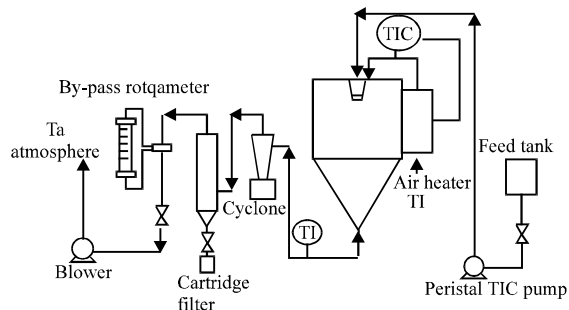 TIC
By-pass rotqameter
Ta
atmosphere
Feed tank
Air heater
TI
Cyclone
TI
Blower
Cartridge
filter
Peristal TIC pump